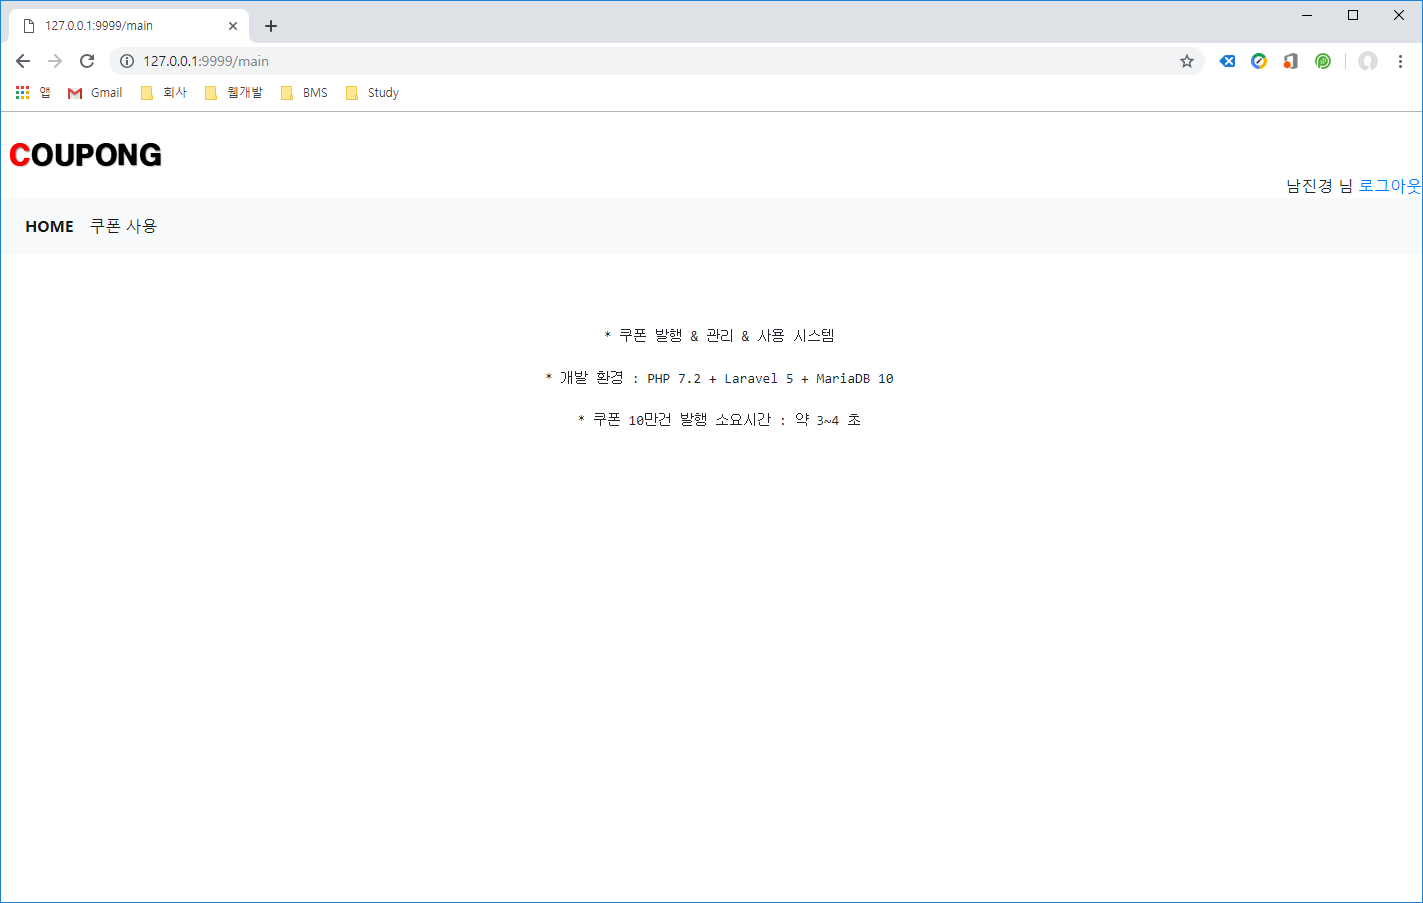 127.0.0.1:9999/main
127.0.0.1:9999/main
앱 Gmail 회사 웹개발 BMS Study
COUPONG
남진경 님 로그아웃
HOME 쿠폰 사용
* 쿠폰 발행 & 관리 & 사용 시스템
* 개발 환경 : PHP 7.2 + Laravel 5 + MariaDB 10
* 쿠폰 10만건 발행 소요시간 : 약 3~4 초